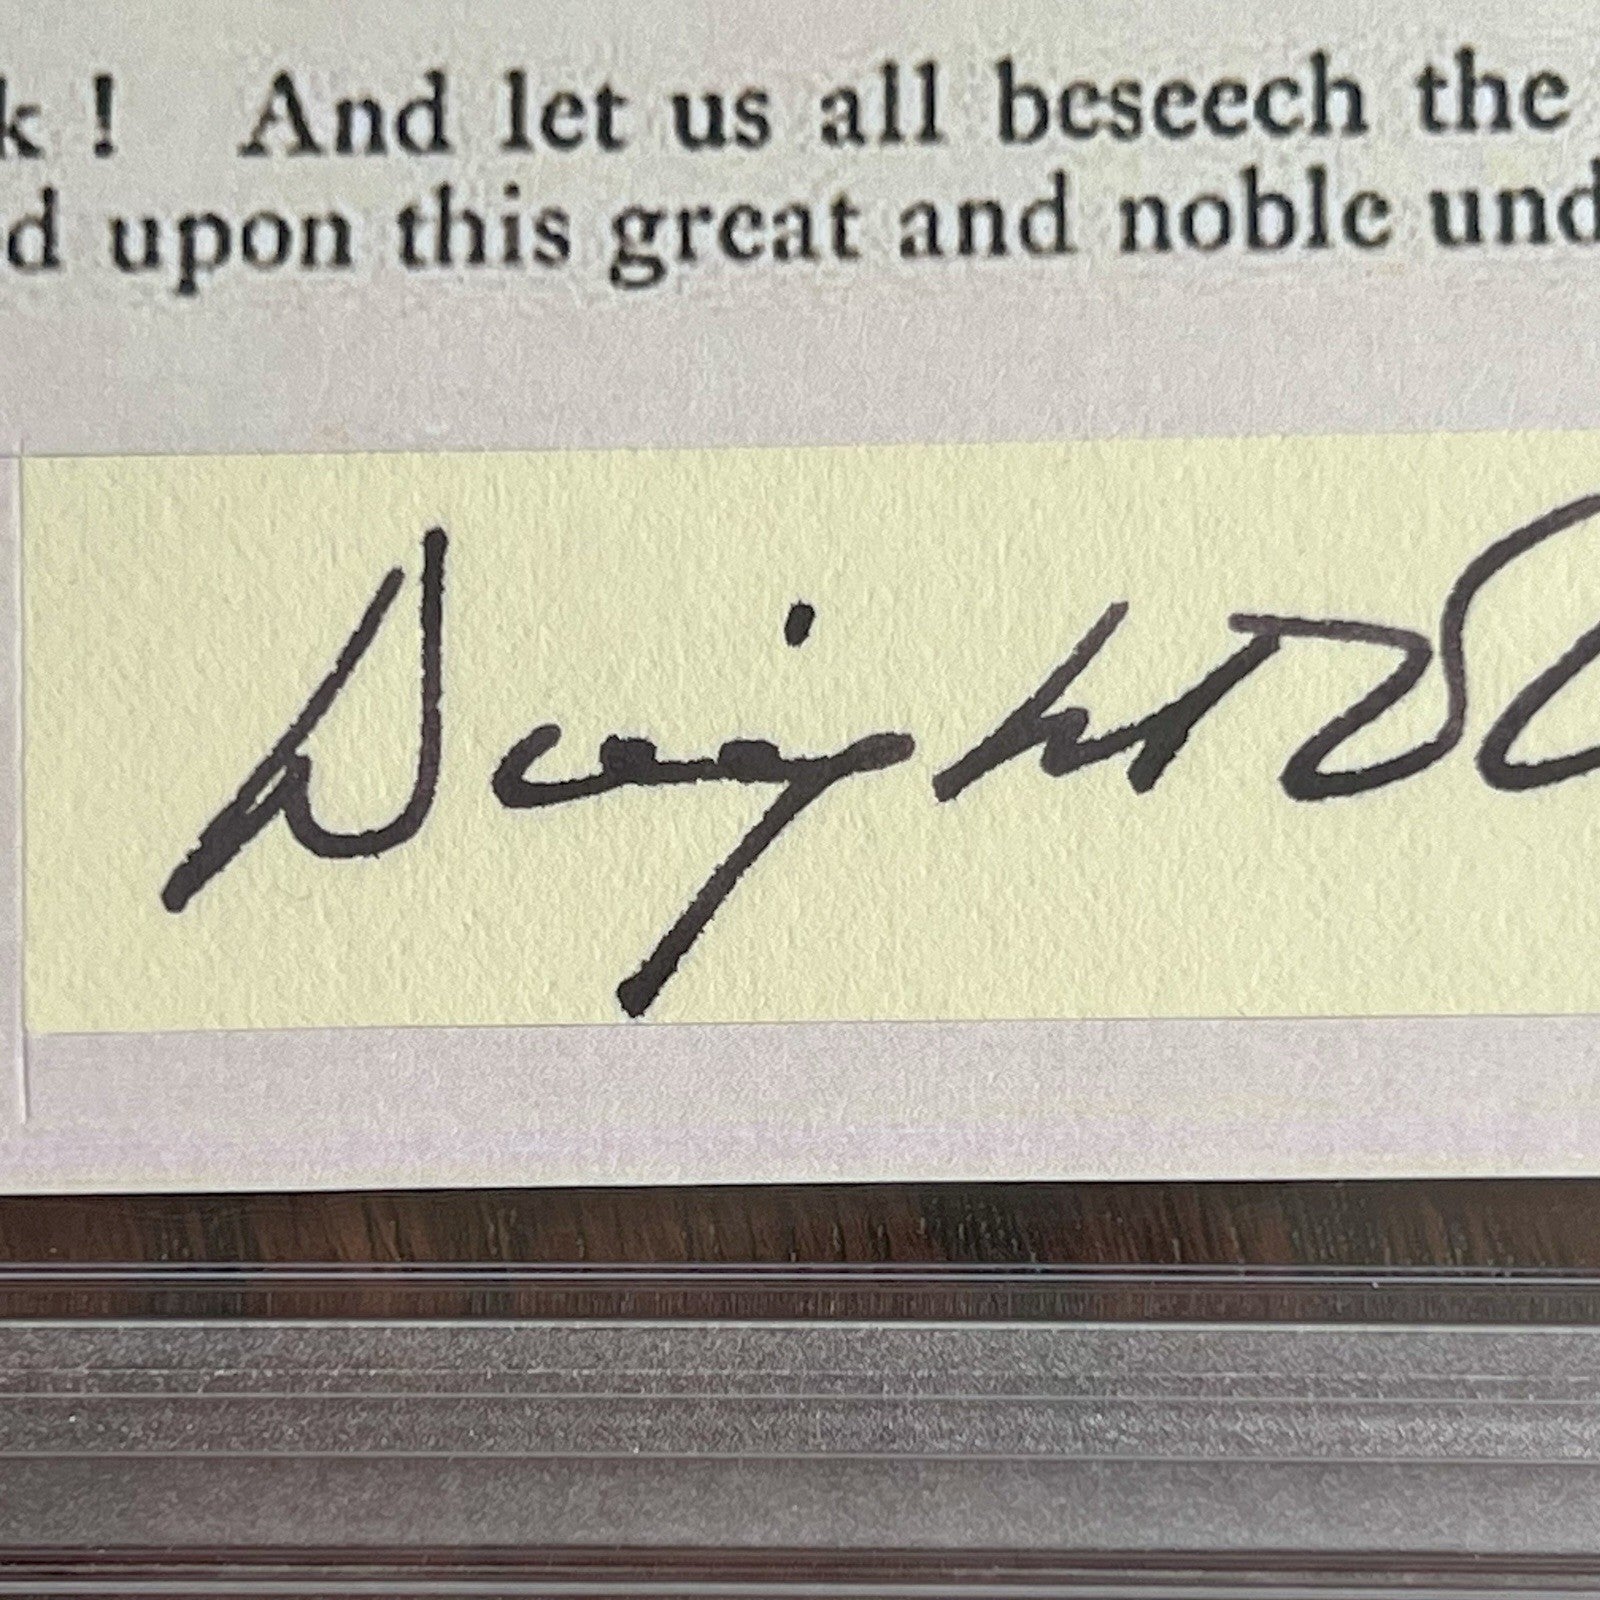 k ! And let us all beseech the
d upon this great and noble und
Dwight D